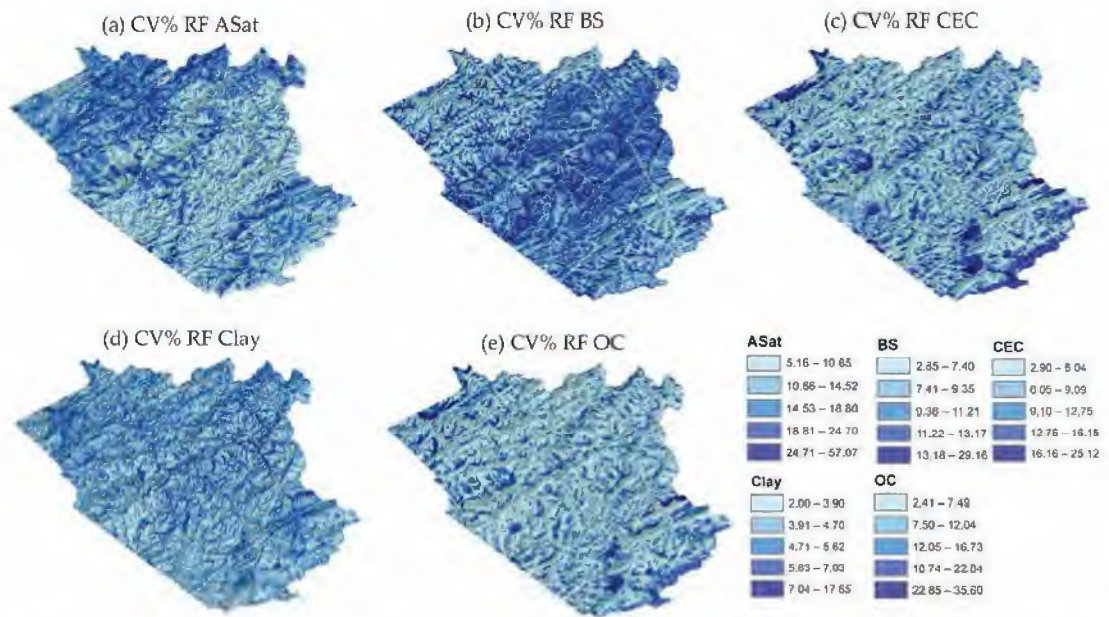 (a) CV% RF ASat
(b) CV% RF BS
(c) CV% RF CEC
(d) CV% RF Clay
(e) CV% RF OC
ASat
5.16 – 10.65
10.66 – 14.52
14.53 – 18.80
18.81 – 24.70
24.71 – 57.07
BS
2.85 – 7.40
7.41 – 9.35
9.36 – 11.21
11.22 – 13.17
13.18 – 29.16
CEC
2.90 – 6.04
6.05 – 9.09
9.10 – 12.75
12.76 – 16.15
16.16 – 25.12
Clay
2.00 – 3.90
3.91 – 4.70
4.71 – 5.62
5.63 – 7.03
7.04 – 17.65
OC
2.41 – 7.49
7.50 – 12.04
12.05 – 16.73
16.74 – 22.84
22.85 – 35.60